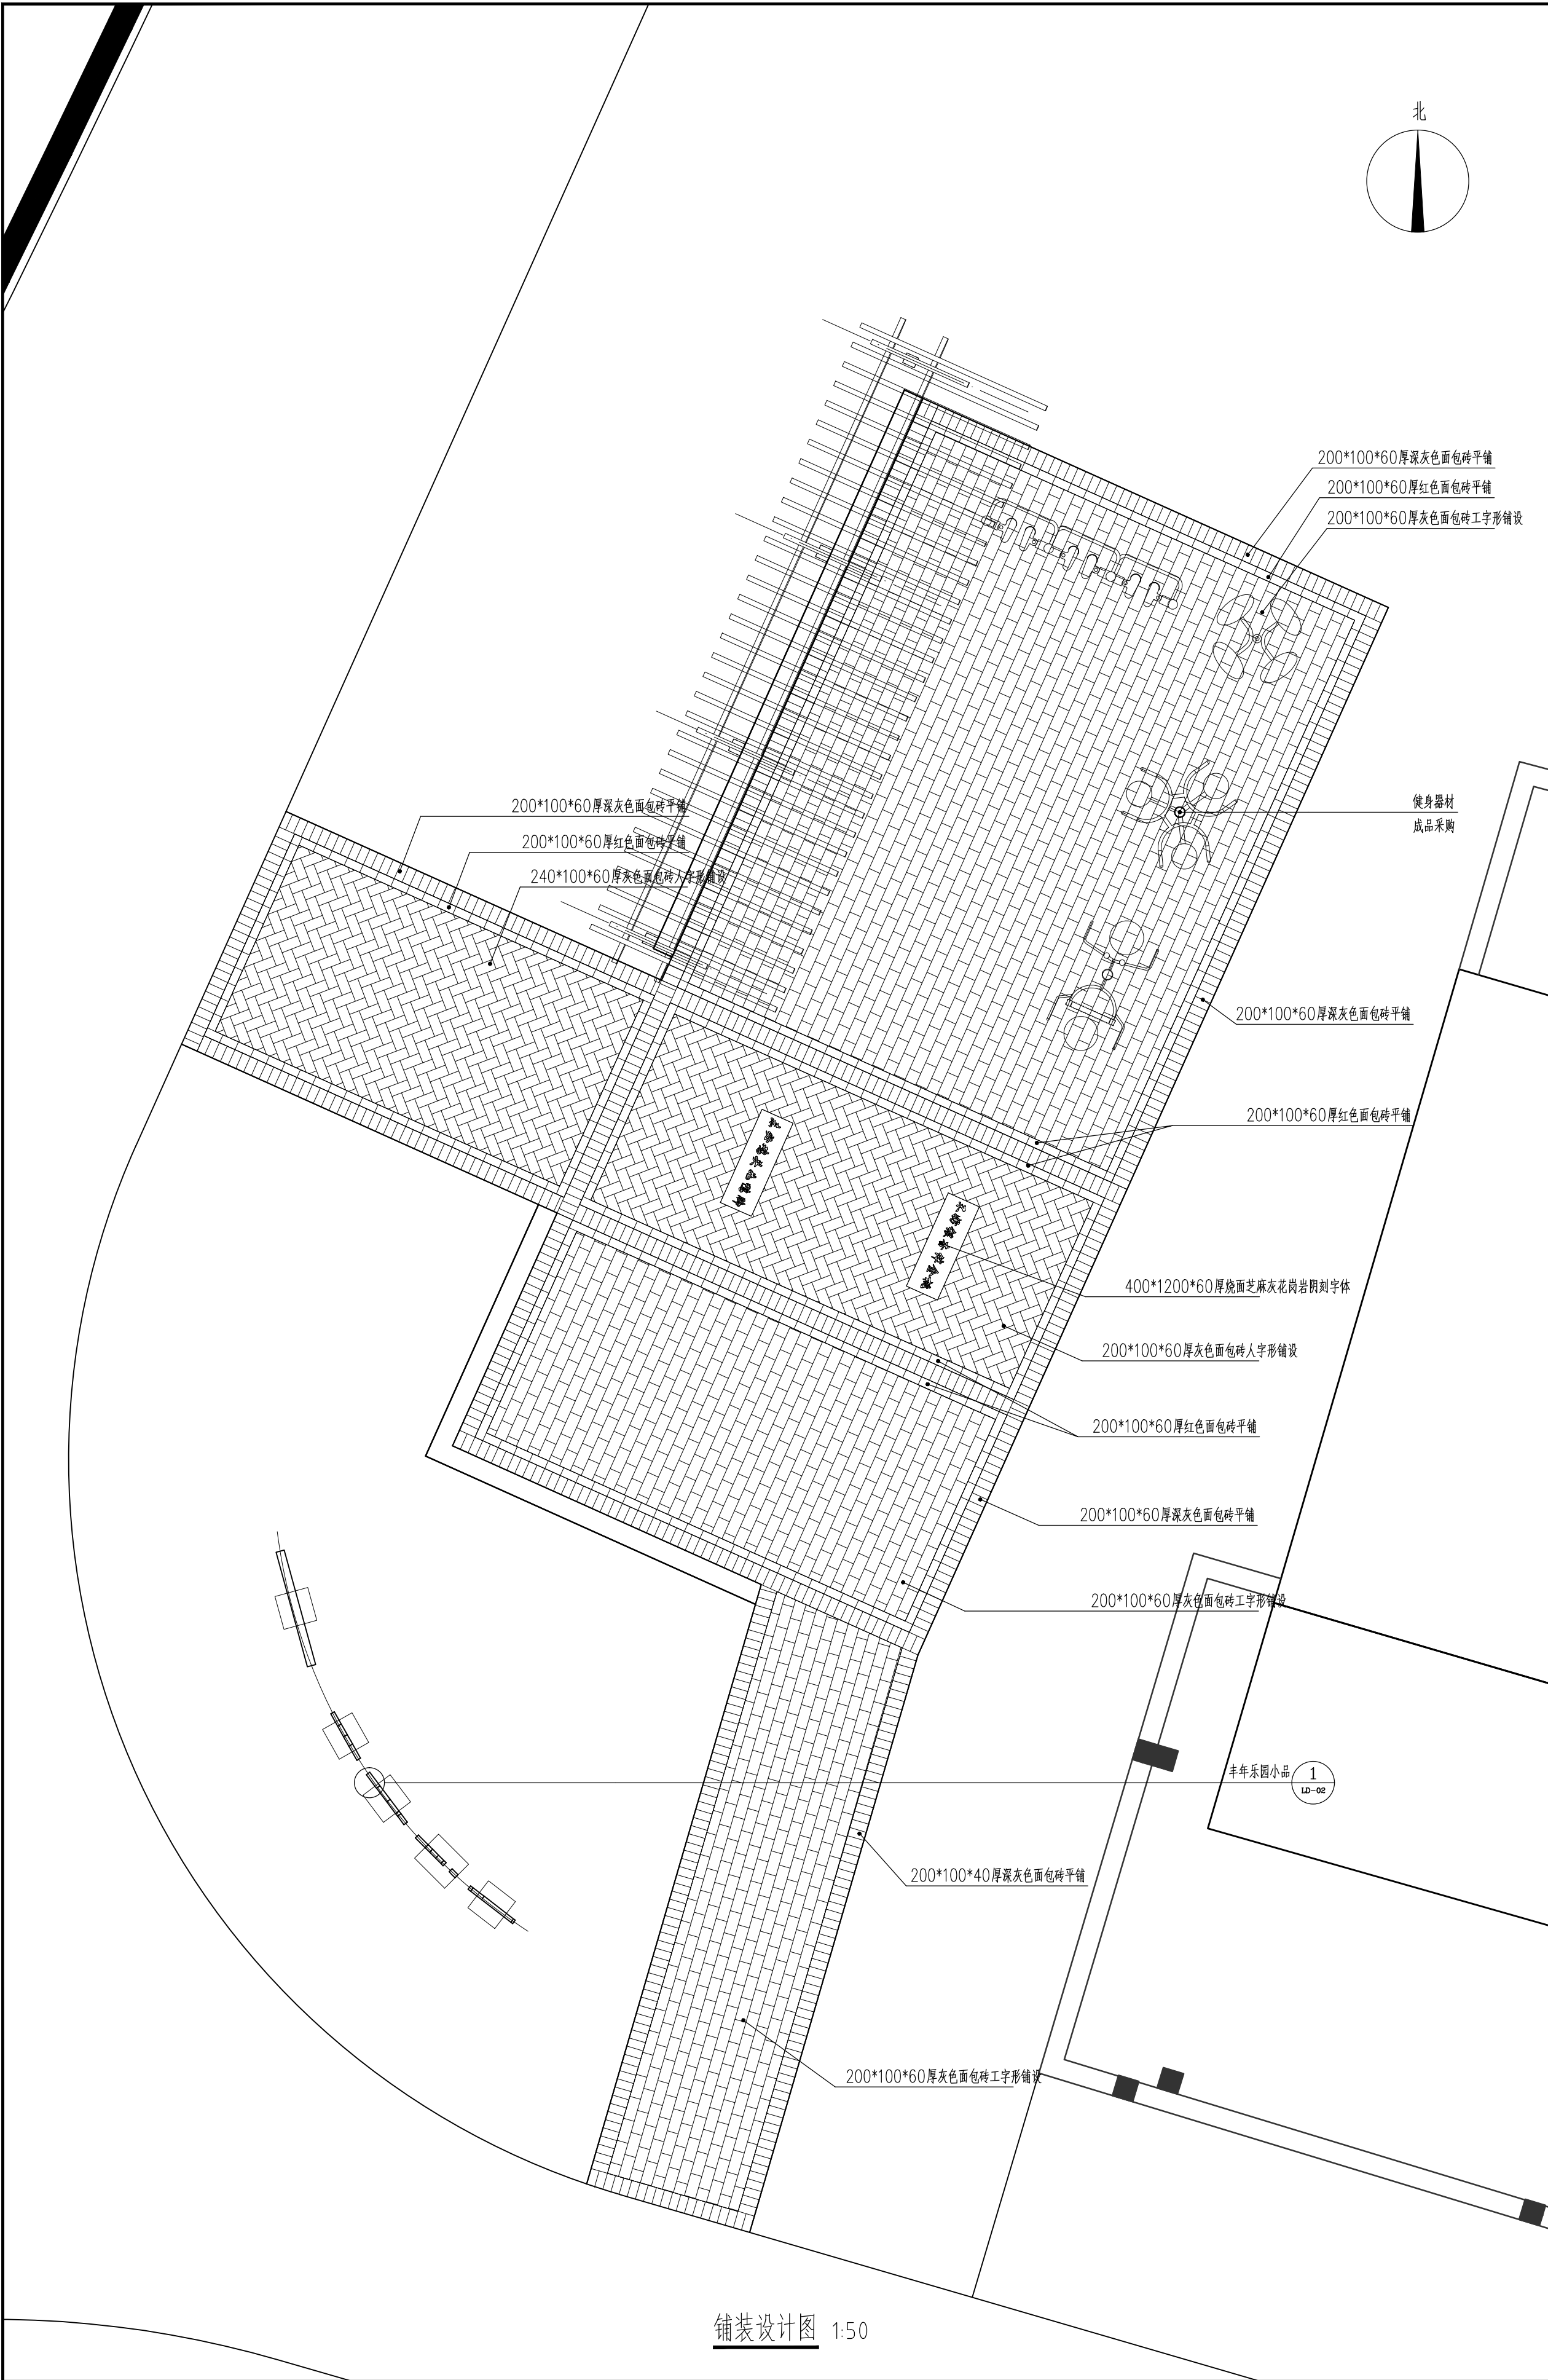 北
200*100*60厚深灰色面包砖平铺
200*100*60厚红色面包砖平铺
200*100*60厚灰色面包砖工字形铺设
200*100*60厚深灰色面包砖平铺
200*100*60厚红色面包砖平铺
240*100*60厚灰色面包砖人字形铺设
健身器材
成品采购
200*100*60厚深灰色面包砖平铺
200*100*60厚红色面包砖平铺
400*1200*60厚烧面芝麻灰花岗岩阴刻字体
200*100*60厚灰色面包砖人字形铺设
200*100*60厚红色面包砖平铺
200*100*60厚深灰色面包砖平铺
200*100*60厚灰色面包砖工字形铺设
丰年乐园小品
1
LD-02
200*100*40厚深灰色面包砖平铺
200*100*60厚灰色面包砖工字形铺设
铺装设计图 1:50